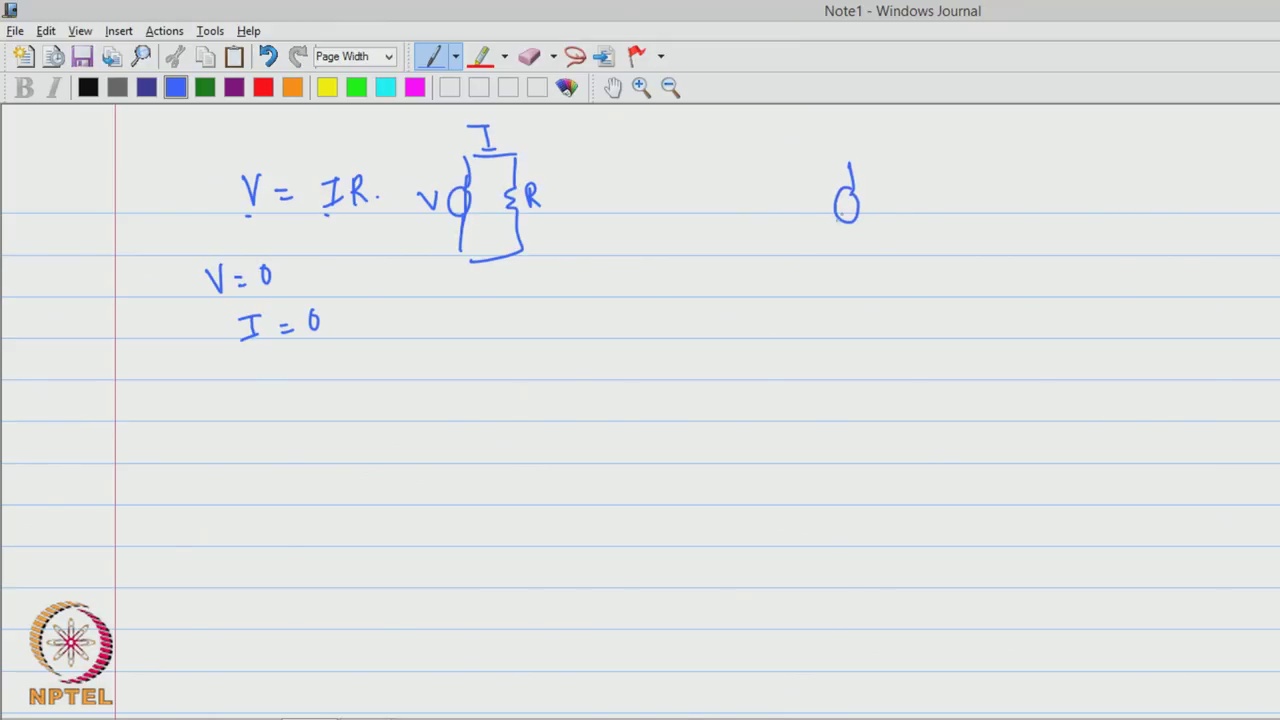 Note1 - Windows Journal
File Edit View Insert Actions Tools Help
Page Width
B I
I
V = IR.
V
R
V = 0
I = 0
NPTEL